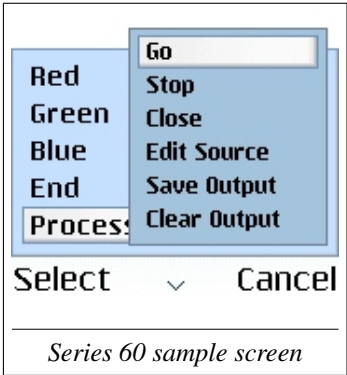 Go
Stop
Close
Edit Source
Save Output
Clear Output
Red
Green
Blue
End
Select
Cancel
Series 60 sample screen